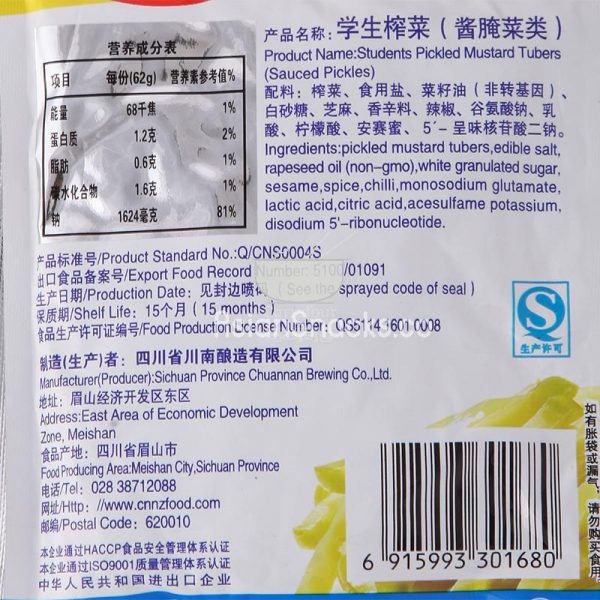 营养成分表
项目 每份(62g) 营养素参考值%
能量 68千焦 1%
蛋白质 1.2克 2%
脂肪 0.6克 1%
碳水化合物 1.6克 1%
钠 1624毫克 81%
产品名称：学生榨菜（酱腌菜类）
Product Name:Students Pickled Mustard Tubers
(Sauced Pickles)
配料：榨菜、食用盐、菜籽油（非转基因）、
白砂糖、芝麻、香辛料、辣椒、谷氨酸钠、乳
酸、柠檬酸、安赛蜜、5´-呈味核苷酸二钠。
Ingredients:pickled mustard tubers,edible salt,
rapeseed oil (non-gmo),white granulated sugar,
sesame,spice,chilli,monosodium glutamate,
lactic acid,citric acid,acesulfame potassium,
disodium 5'-ribonucleotide.
产品标准号/Product Standard No.:Q/CNS0004S
出口食品备案号/Export Food Record Number: 5100/01091
生产日期/Production Date：见封边喷码（See the sprayed code of seal）
保质期/Shelf Life：15个月（15 months）
食品生产许可证编号/Food Production License Number：QS5114 1601 0008
AsianSnacks.co
生产许可
制造(生产)者：四川省川南酿造有限公司
Manufacturer(Producer):Sichuan Province Chuannan Brewing Co.,Ltd.
地址：眉山经济开发区东区
Address:East Area of Economic Development
Zone, Meishan
食品产地：四川省眉山市
Food Producing Area:Meishan City,Sichuan Province
电话/Tel：028 38712088
网址/Http：//www.cnnzfood.com
邮编/Postal Code：620010
本企业通过HACCP食品安全管理体系认证
本企业通过ISO9001质量管理体系认证
中华人民共和国进出口企业
6 915993 301680
如有胀袋或漏气，请勿购买食用